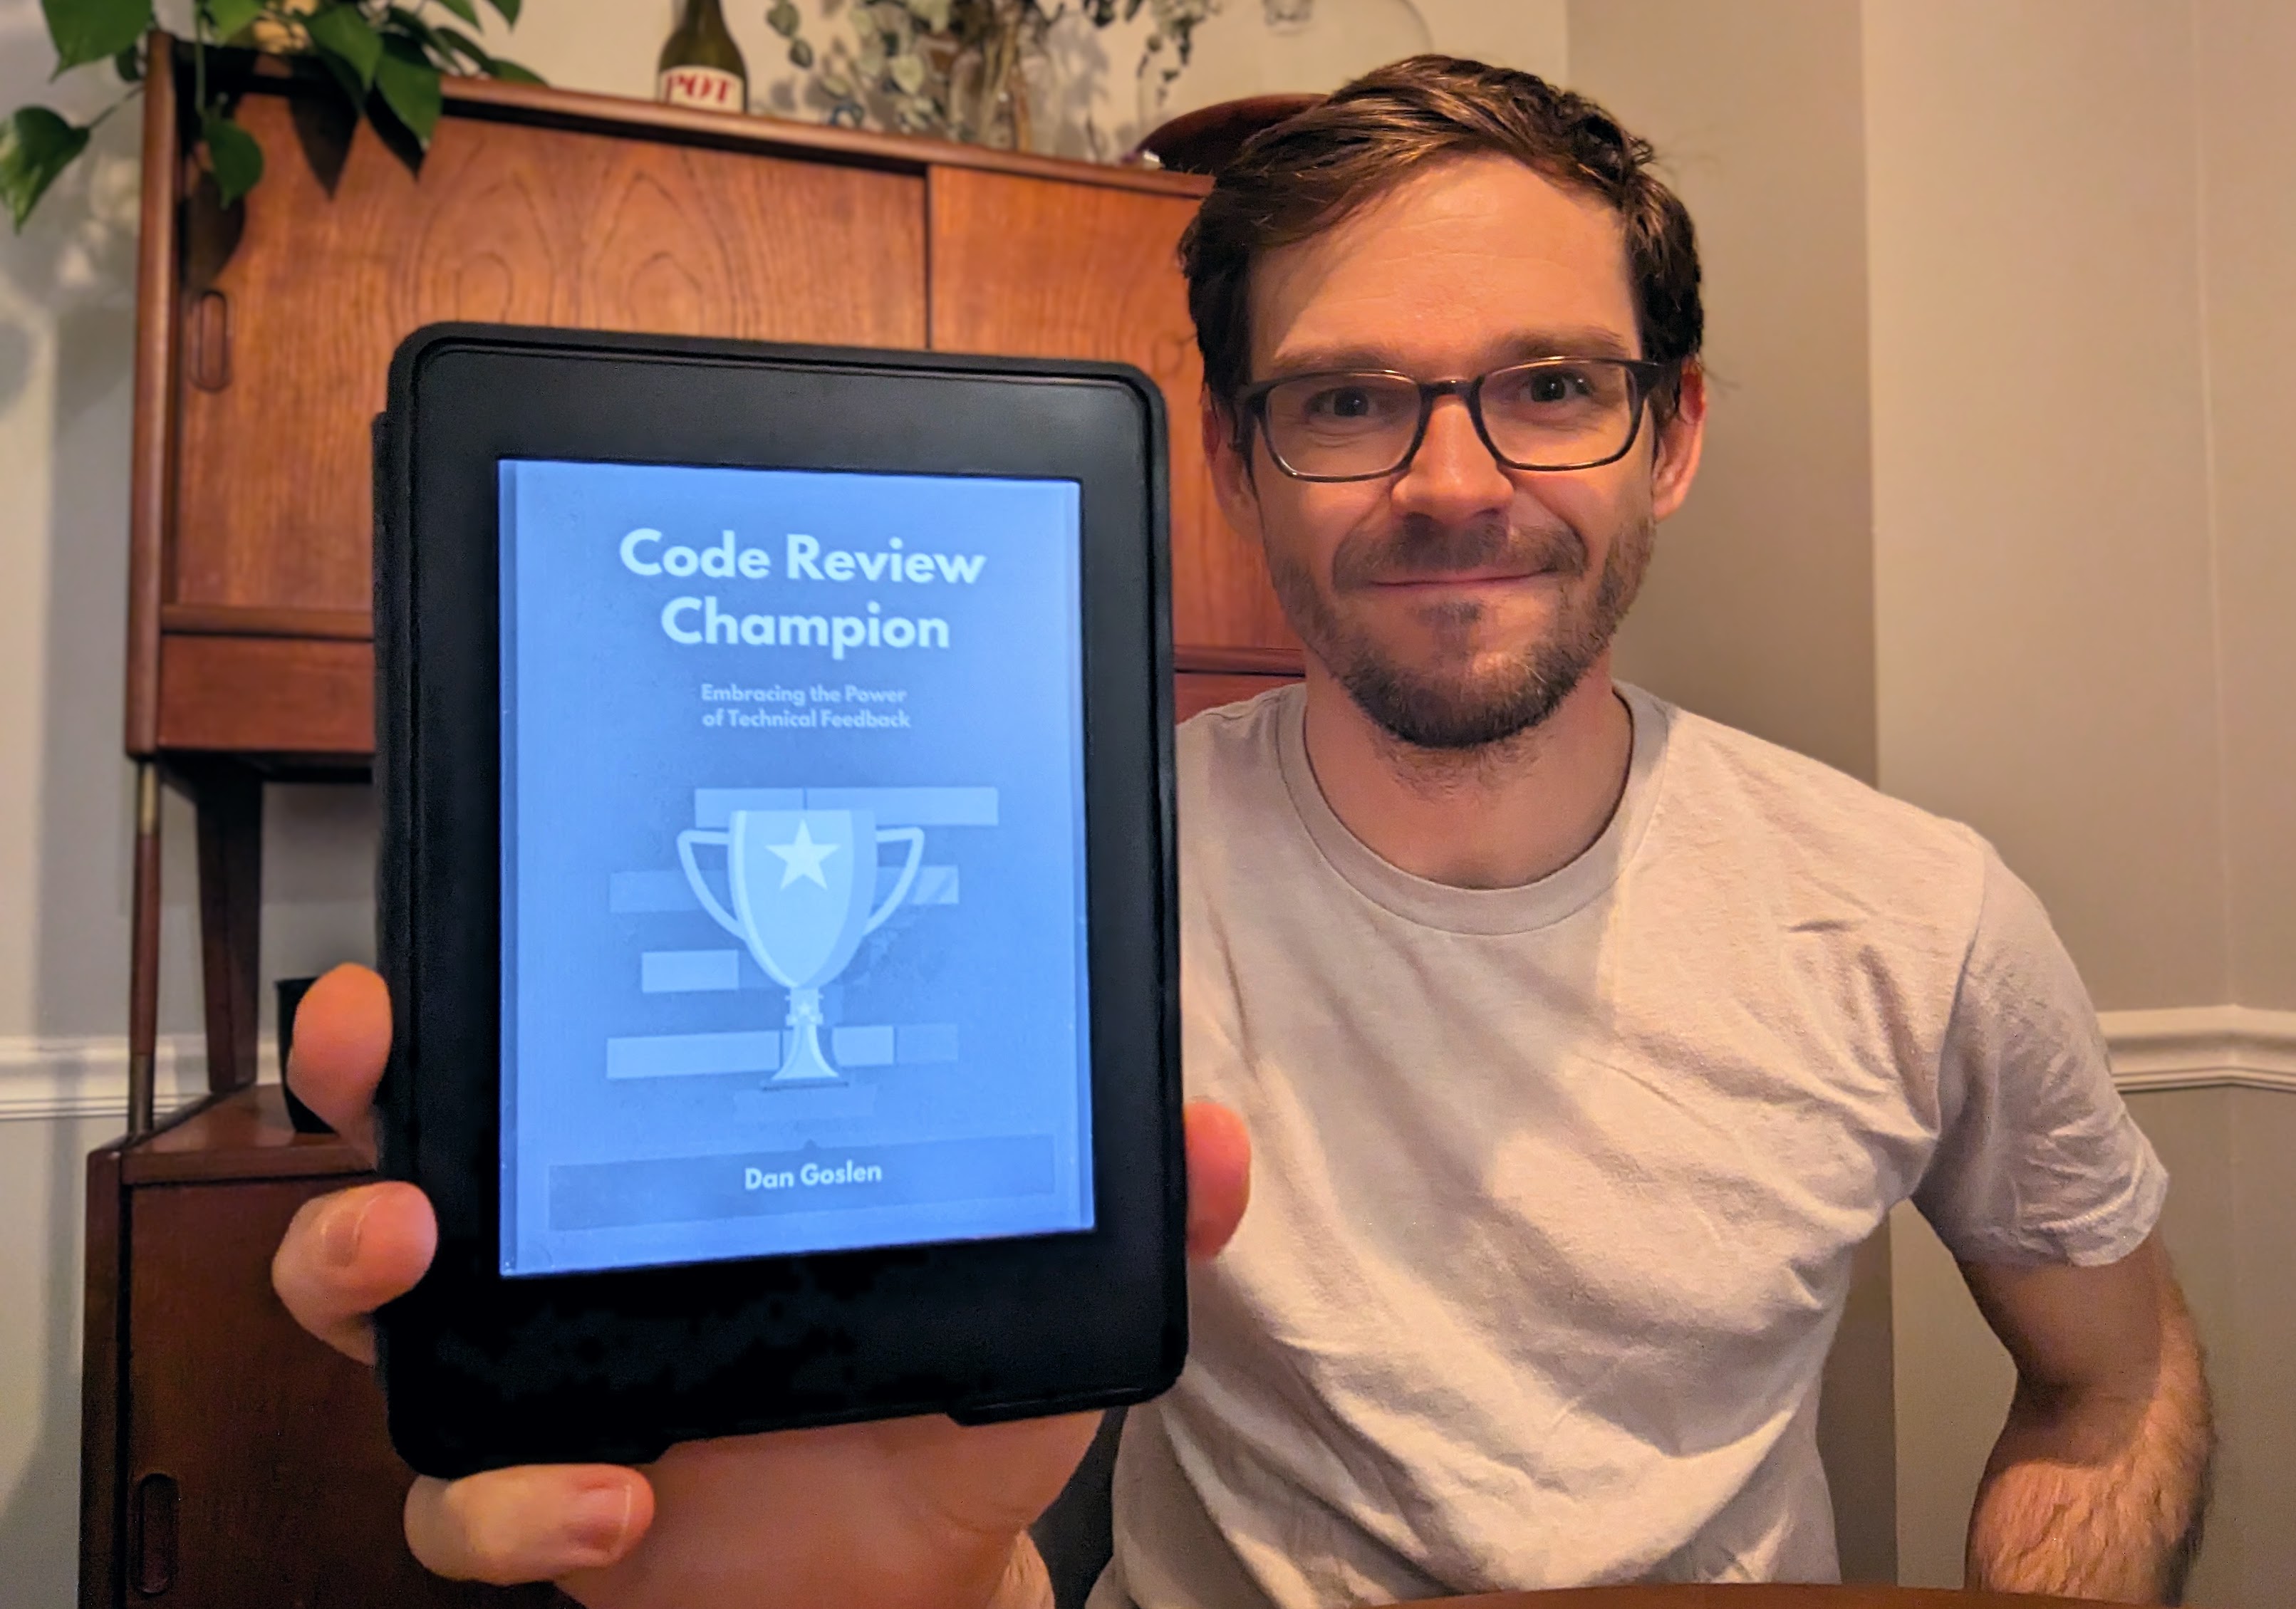 POT
Code Review
Champion
Embracing the Power
of Technical Feedback
Dan Goslen